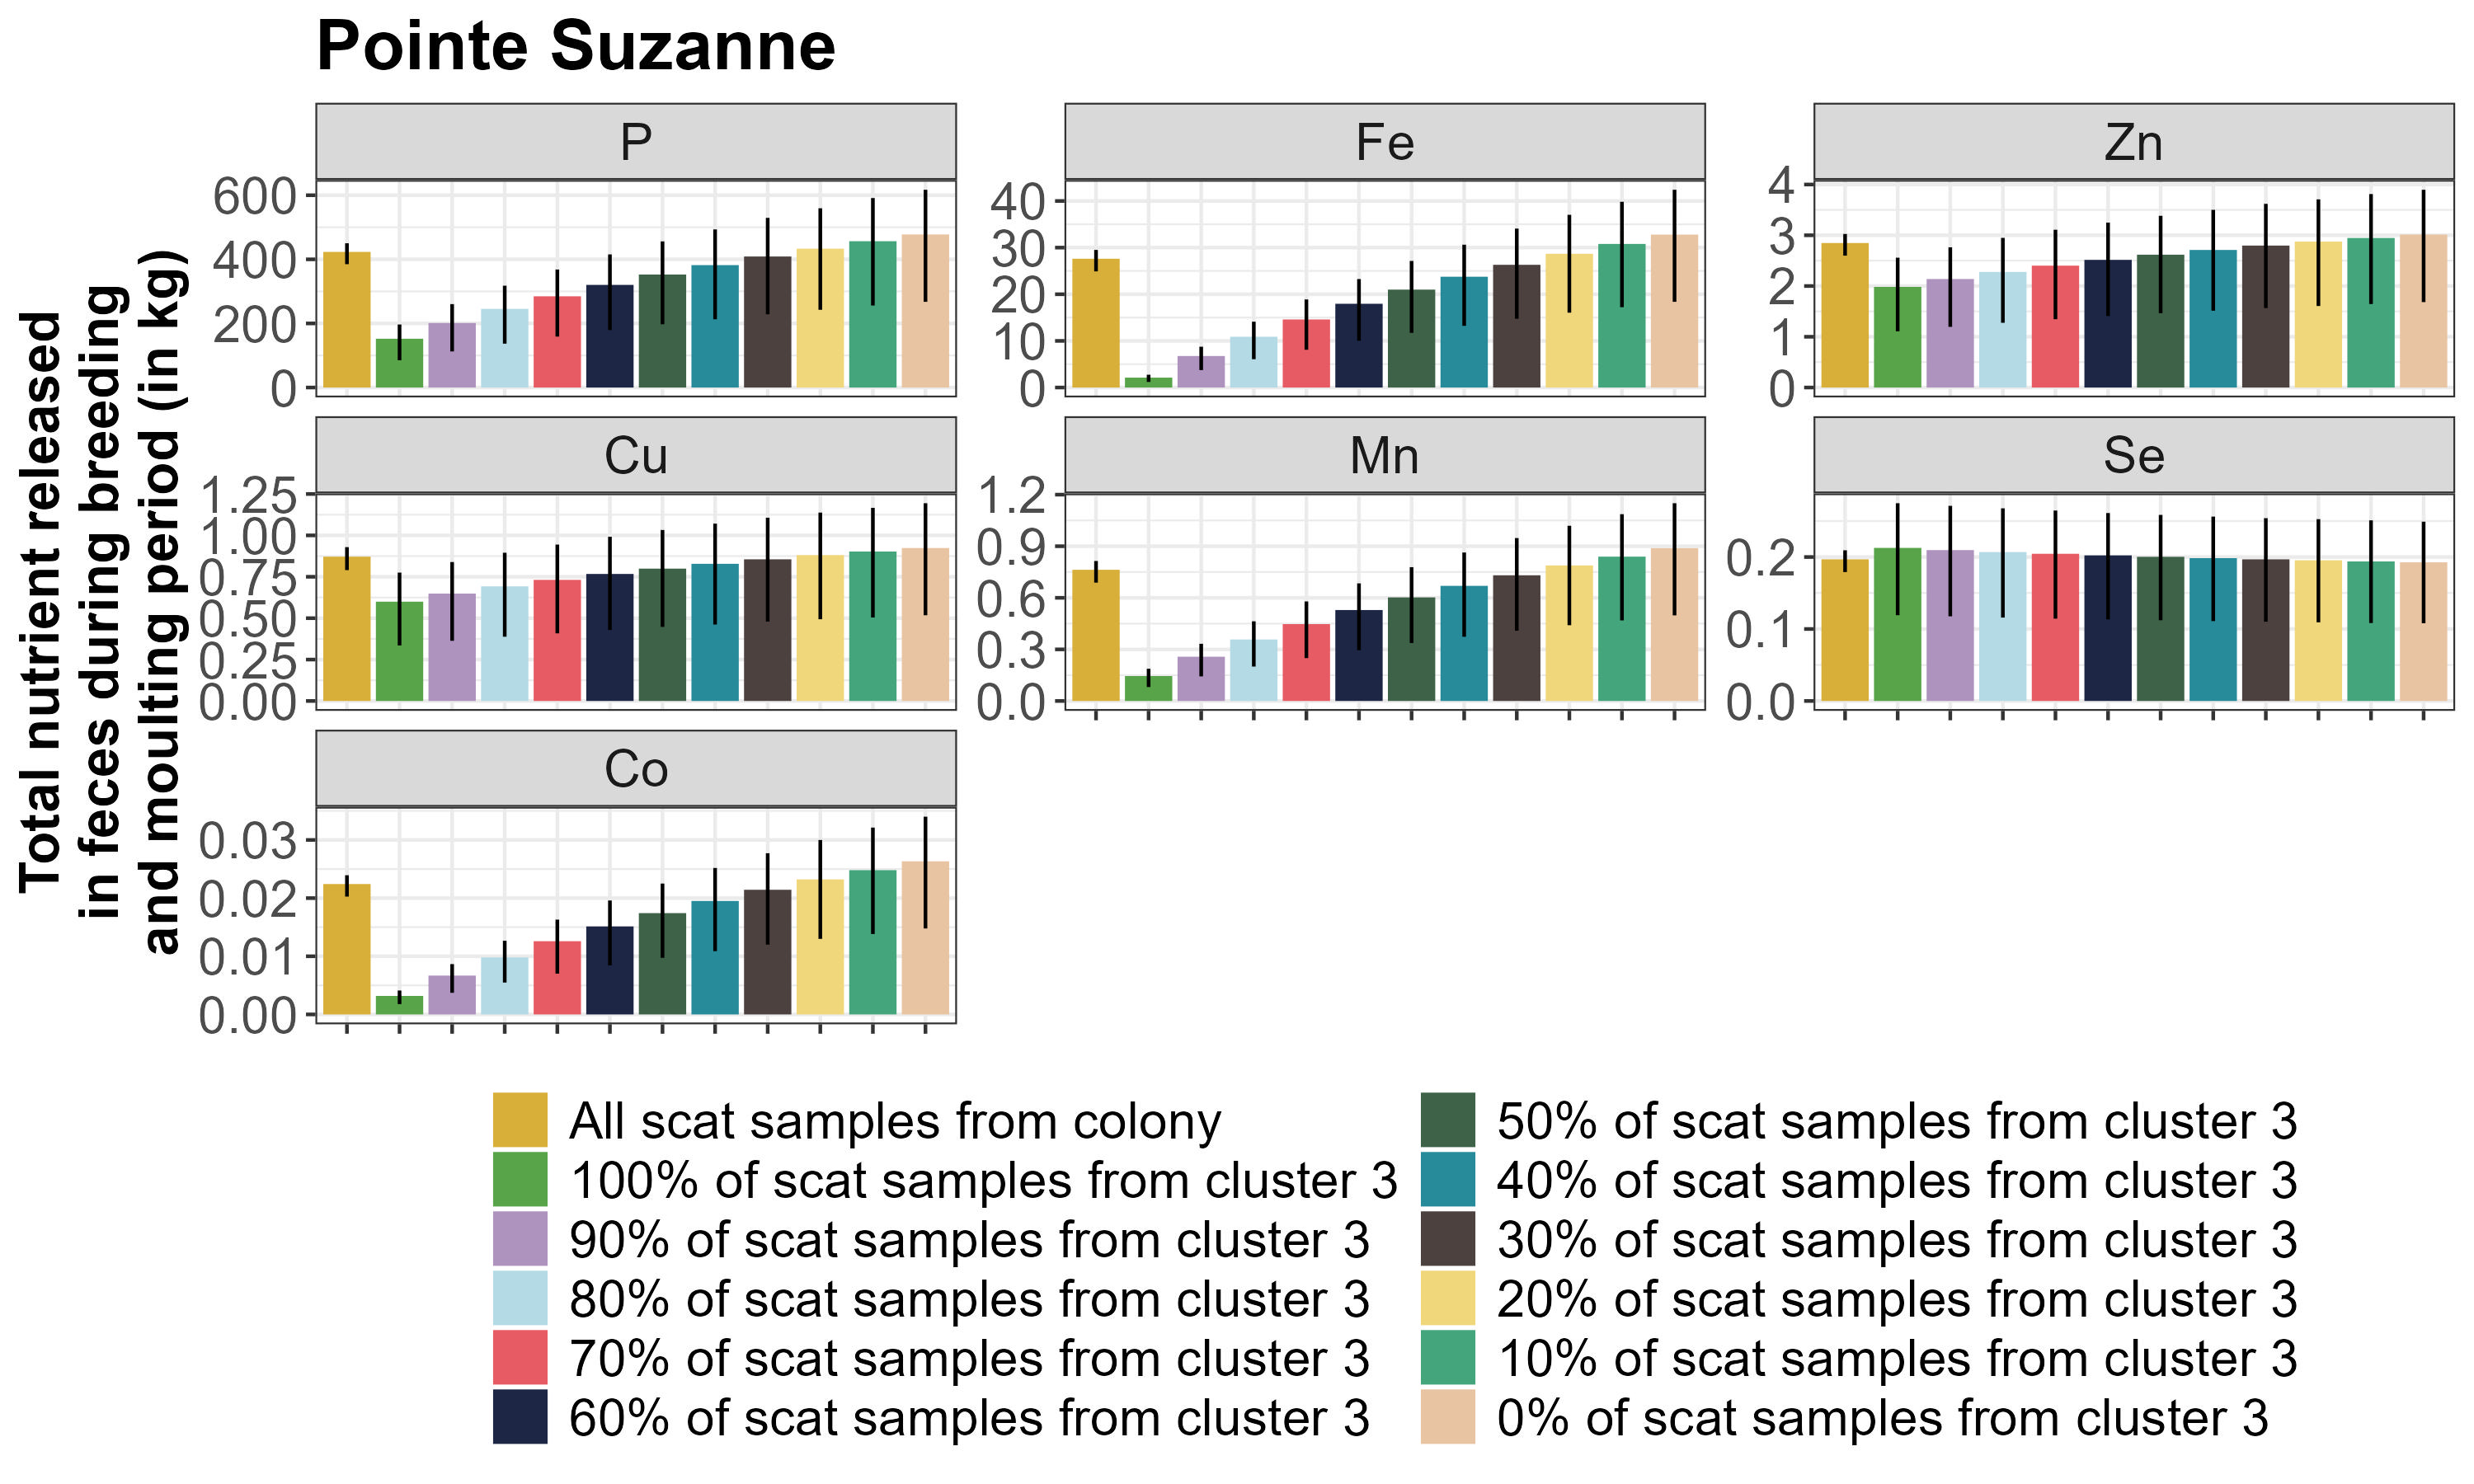 Pointe Suzanne
Total nutrient released
in feces during breeding
and moulting period (in kg)
P
600
400
200
0
Fe
40
30
20
10
0
Zn
4
3
2
1
0
Cu
1.25
1.00
0.75
0.50
0.25
0.00
Mn
1.2
0.9
0.6
0.3
0.0
Se
0.2
0.1
0.0
Co
0.03
0.02
0.01
0.00
All scat samples from colony
100% of scat samples from cluster 3
90% of scat samples from cluster 3
80% of scat samples from cluster 3
70% of scat samples from cluster 3
60% of scat samples from cluster 3
50% of scat samples from cluster 3
40% of scat samples from cluster 3
30% of scat samples from cluster 3
20% of scat samples from cluster 3
10% of scat samples from cluster 3
0% of scat samples from cluster 3